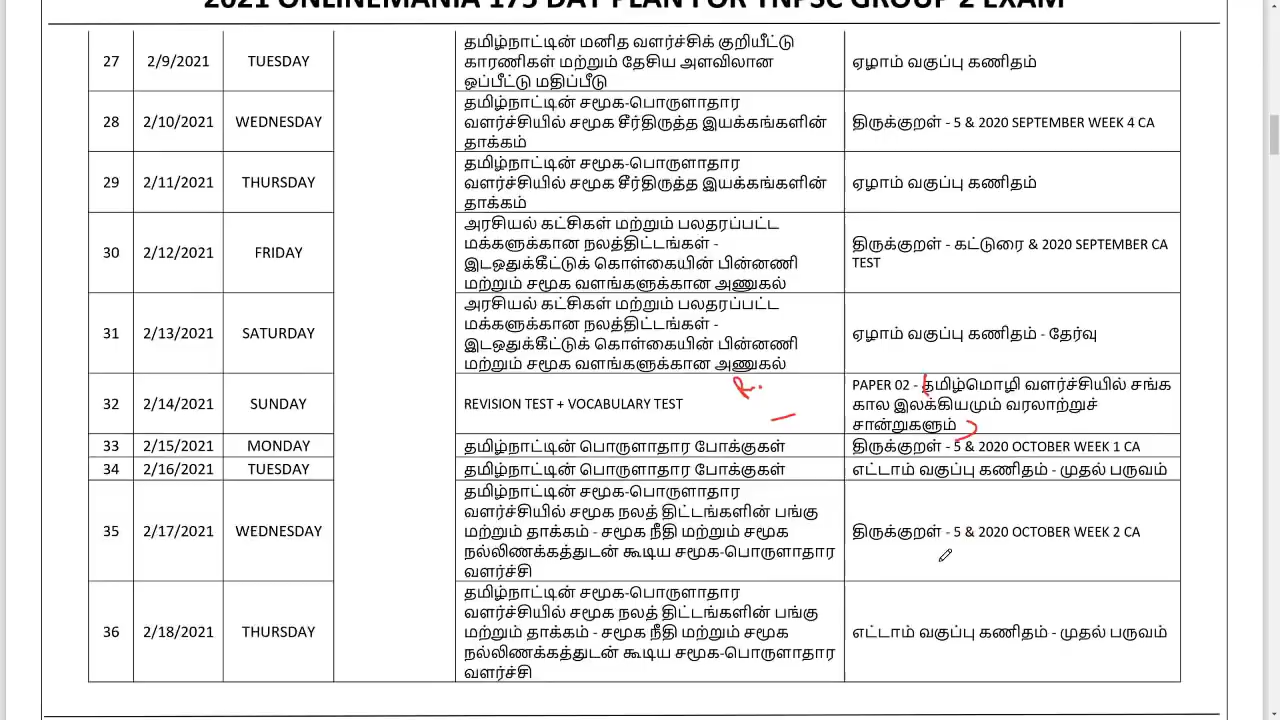 2021 ONLINEMANIA 175 DAY PLAN FOR TNPSC GROUP 2 EXAM
27 2/9/2021 TUESDAY
தமிழ்நாட்டின் மனித வளர்ச்சிக் குறியீட்டு
காரணிகள் மற்றும் தேசிய அளவிலான
ஒப்பீட்டு மதிப்பீடு
ஏழாம் வகுப்பு கணிதம்
28 2/10/2021 WEDNESDAY
தமிழ்நாட்டின் சமூக-பொருளாதார
வளர்ச்சியில் சமூக சீர்திருத்த இயக்கங்களின்
தாக்கம்
திருக்குறள் - 5 & 2020 SEPTEMBER WEEK 4 CA
29 2/11/2021 THURSDAY
தமிழ்நாட்டின் சமூக-பொருளாதார
வளர்ச்சியில் சமூக சீர்திருத்த இயக்கங்களின்
தாக்கம்
ஏழாம் வகுப்பு கணிதம்
30 2/12/2021 FRIDAY
அரசியல் கட்சிகள் மற்றும் பலதரப்பட்ட
மக்களுக்கான நலத்திட்டங்கள் -
இடஒதுக்கீட்டுக் கொள்கையின் பின்னணி
மற்றும் சமூக வளங்களுக்கான அணுகல்
திருக்குறள் - கட்டுரை & 2020 SEPTEMBER CA
TEST
31 2/13/2021 SATURDAY
அரசியல் கட்சிகள் மற்றும் பலதரப்பட்ட
மக்களுக்கான நலத்திட்டங்கள் -
இடஒதுக்கீட்டுக் கொள்கையின் பின்னணி
மற்றும் சமூக வளங்களுக்கான அணுகல்
ஏழாம் வகுப்பு கணிதம் - தேர்வு
32 2/14/2021 SUNDAY
REVISION TEST + VOCABULARY TEST
R.
PAPER 02 - தமிழ்மொழி வளர்ச்சியில் சங்க
கால இலக்கியமும் வரலாற்றுச்
சான்றுகளும்
33 2/15/2021 MONDAY
தமிழ்நாட்டின் பொருளாதார போக்குகள்
திருக்குறள் - 5 & 2020 OCTOBER WEEK 1 CA
34 2/16/2021 TUESDAY
தமிழ்நாட்டின் பொருளாதார போக்குகள்
எட்டாம் வகுப்பு கணிதம் - முதல் பருவம்
35 2/17/2021 WEDNESDAY
தமிழ்நாட்டின் சமூக-பொருளாதார
வளர்ச்சியில் சமூக நலத் திட்டங்களின் பங்கு
மற்றும் தாக்கம் - சமூக நீதி மற்றும் சமூக
நல்லிணக்கத்துடன் கூடிய சமூக-பொருளாதார
வளர்ச்சி
திருக்குறள் - 5 & 2020 OCTOBER WEEK 2 CA
36 2/18/2021 THURSDAY
தமிழ்நாட்டின் சமூக-பொருளாதார
வளர்ச்சியில் சமூக நலத் திட்டங்களின் பங்கு
மற்றும் தாக்கம் - சமூக நீதி மற்றும் சமூக
நல்லிணக்கத்துடன் கூடிய சமூக-பொருளாதார
வளர்ச்சி
எட்டாம் வகுப்பு கணிதம் - முதல் பருவம்